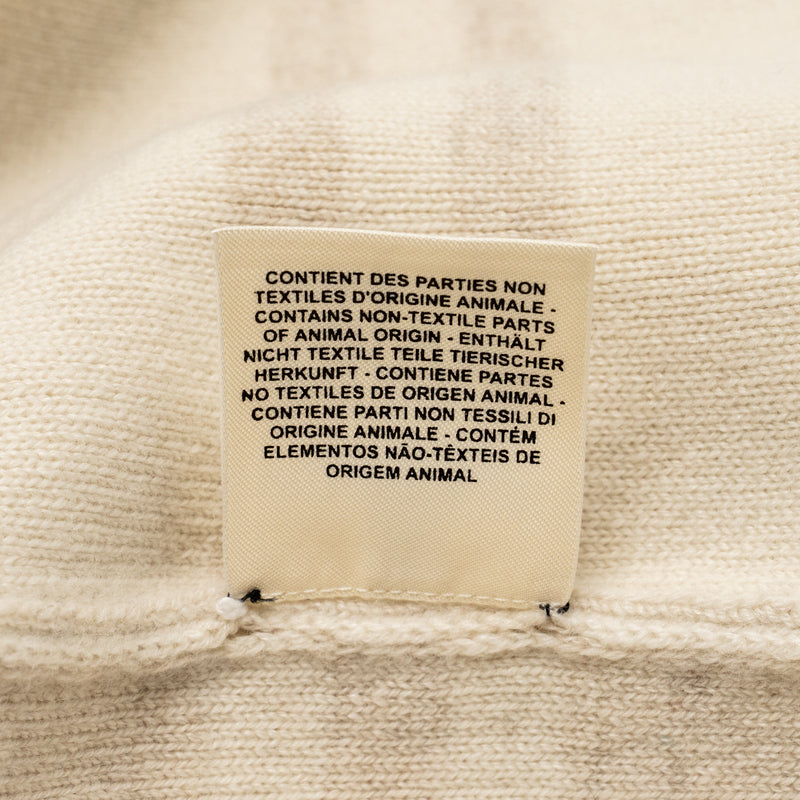 CONTIENT DES PARTIES NON
TEXTILES D'ORIGINE ANIMALE -
CONTAINS NON-TEXTILE PARTS
OF ANIMAL ORIGIN - ENTHÄLT
NICHT TEXTILE TEILE TIERISCHER
HERKUNFT - CONTIENE PARTES
NO TEXTILES DE ORIGEN ANIMAL -
CONTIENE PARTI NON TESSILI DI
ORIGINE ANIMALE - CONTÉM
ELEMENTOS NÃO-TÊXTEIS DE
ORIGEM ANIMAL